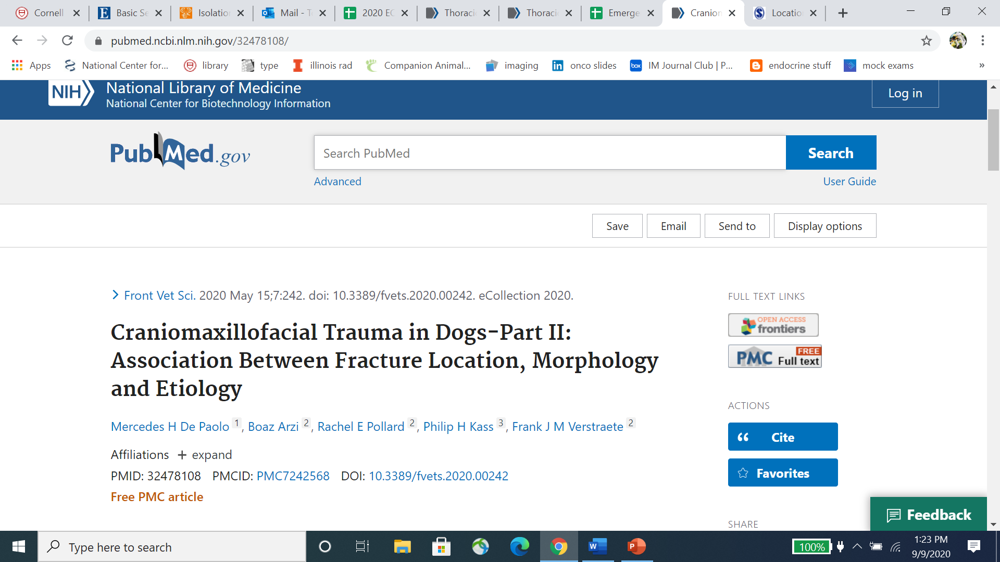 Cornell
Basic Se
Isolation
Mail - T
2020 EC
Thoracic
Thoracic
Emerge
Cranion
Location
pubmed.ncbi.nlm.nih.gov/32478108/
Apps
National Center for...
library
type
illinois rad
Companion Animal...
imaging
in
onco slides
box
IM Journal Club | P...
endocrine stuff
mock exams
»
NIH
National Library of Medicine
National Center for Biotechnology Information
Log in
PubMed.gov
Search PubMed
Search
Advanced
User Guide
Save
Email
Send to
Display options
Front Vet Sci. 2020 May 15;7:242. doi: 10.3389/fvets.2020.00242. eCollection 2020.
Craniomaxillofacial Trauma in Dogs-Part II:
Association Between Fracture Location, Morphology
and Etiology
Mercedes H De Paolo 1, Boaz Arzi 2, Rachel E Pollard 2, Philip H Kass 3, Frank J M Verstraete 2
Affiliations + expand
PMID: 32478108 PMCID: PMC7242568 DOI: 10.3389/fvets.2020.00242
Free PMC article
FULL TEXT LINKS
OPEN ACCESS
frontiers
PMC FREE
Full text
ACTIONS
Cite
Favorites
SHARE
Feedback
Type here to search
100%
1:23 PM
9/9/2020